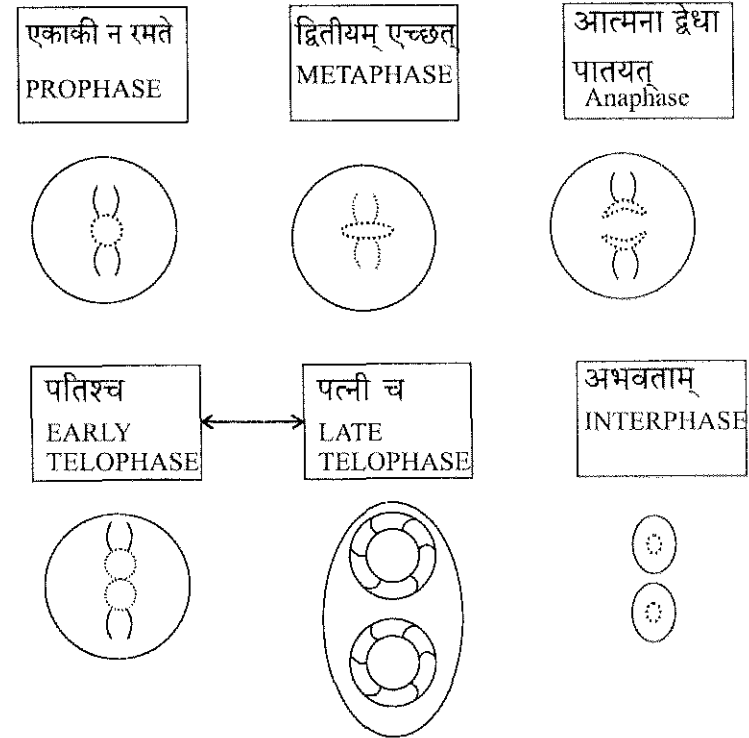 एकाकी न रमते
PROPHASE
द्वितीयम् एच्छत्
METAPHASE
आत्मना द्वेधा
पातयत्
Anaphase
पतिश्च
EARLY
TELOPHASE
पत्नी च
LATE
TELOPHASE
अभवताम्
INTERPHASE